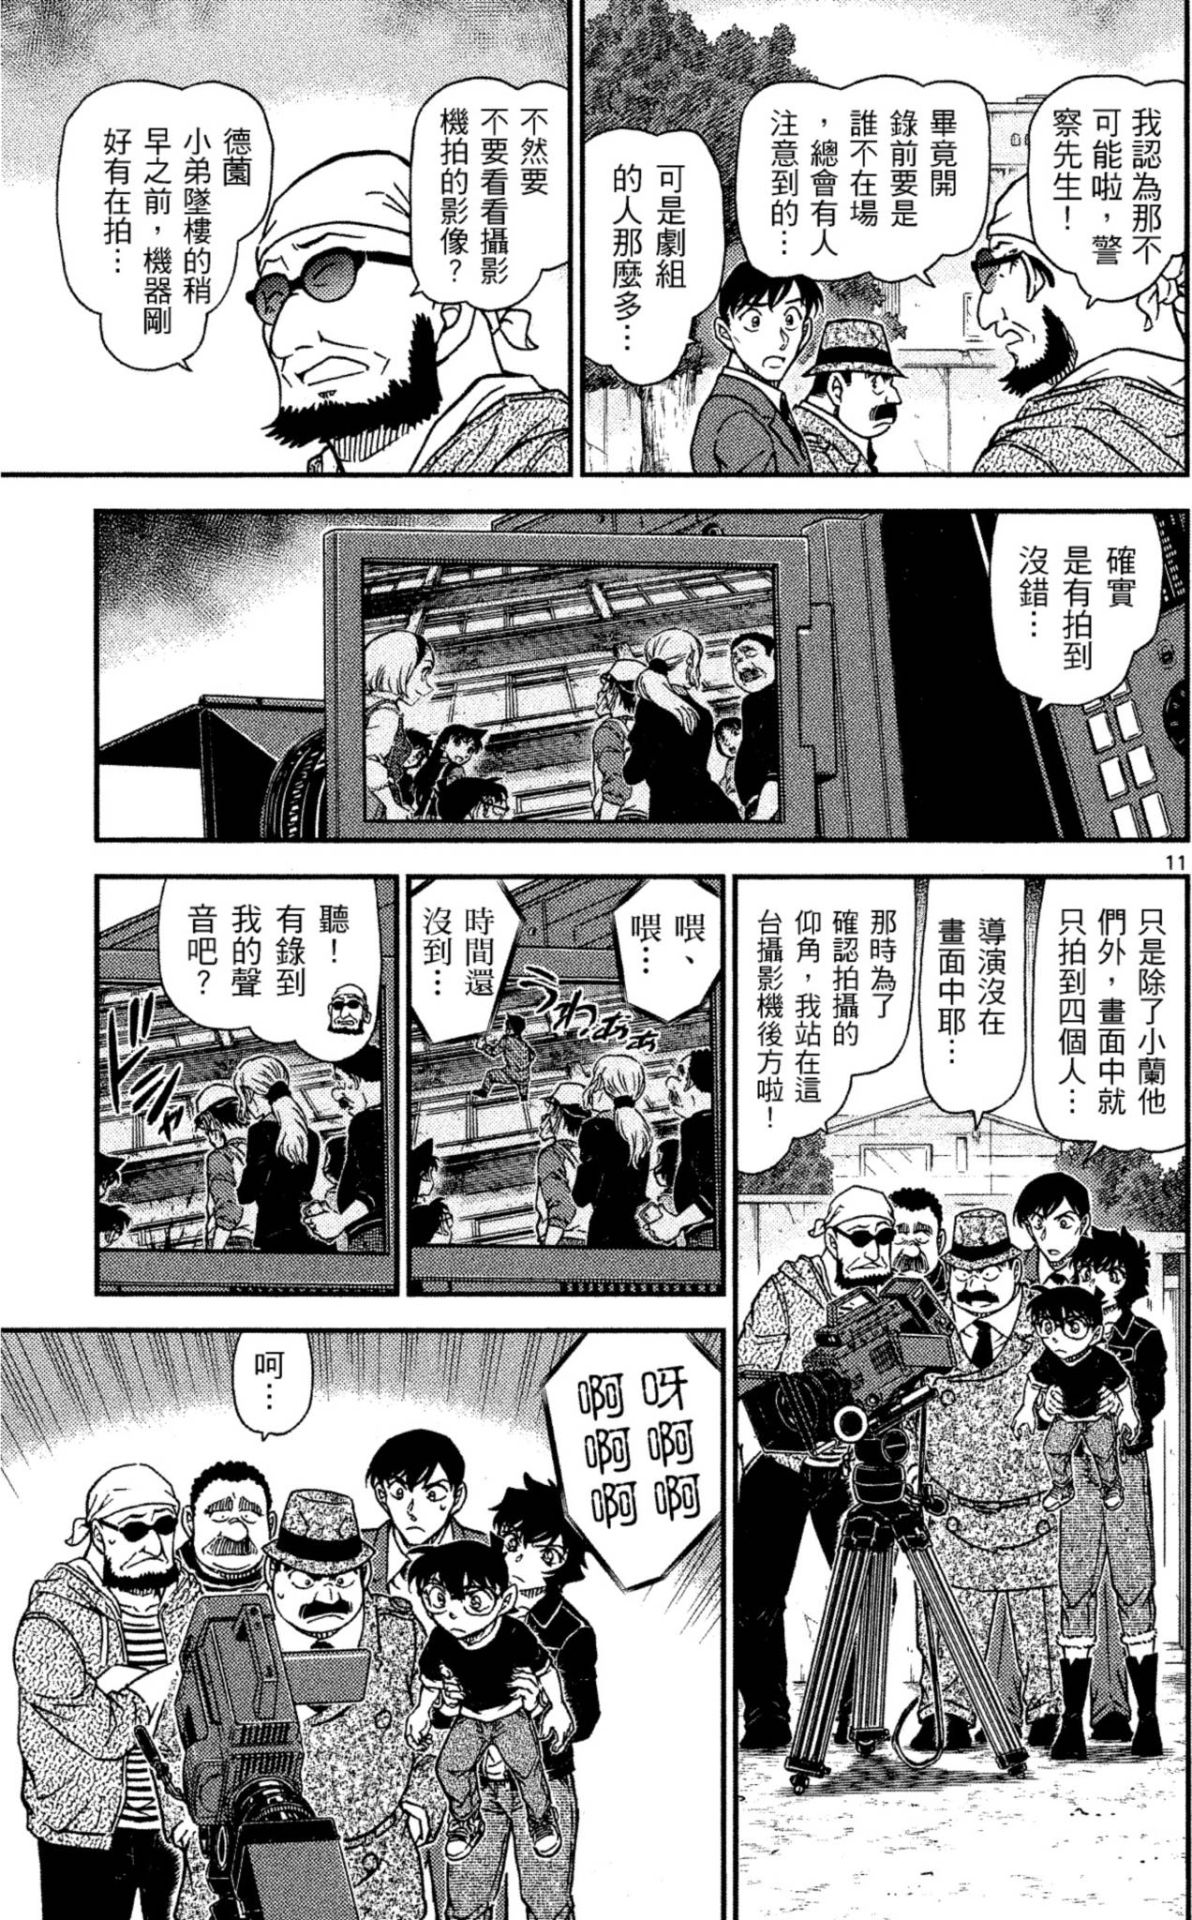 我認為那不
可能啦，警
察先生！
畢竟開
錄前要是
誰不在場
，總會有人
注意到的…
可是劇組
的人那麼多…
不然要
不要看看攝影
機拍的影像？
德薗
小弟墜樓的稍
早之前，機器剛
好有在拍…
確實
是有拍到
沒錯…
11
只是除了小蘭他
們外，畫面中就
只拍到四個人…
導演沒在
畫面中耶…
那時為了
確認拍攝的
仰角，我站在這
台攝影機後方啦！
喂、
喂…
時間還
沒到…
うわぁぁ
聽！
有錄到
我的聲
音吧？
呀啊啊
啊啊啊
呵…